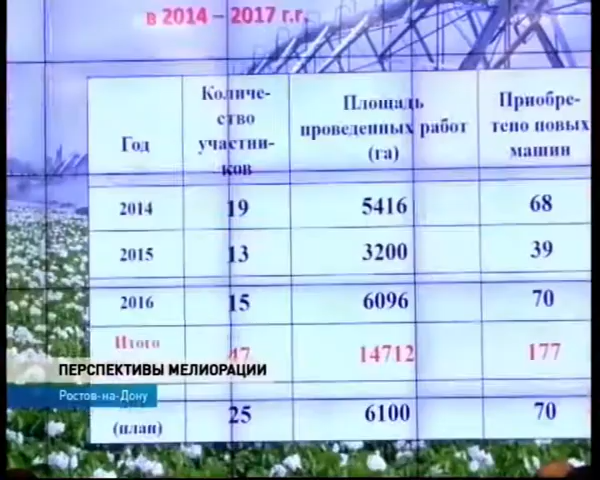 в 2014 – 2017 г.г.
Год Количе-ство участни-ков Площадь проведенных работ (га) Приобре-тено новых машин
2014 19 5416 68
2015 13 3200 39
2016 15 6096 70
Итого 47 14712 177
(план) 25 6100 70
ПЕРСПЕКТИВЫ МЕЛИОРАЦИИ
Ростов-на-Дону